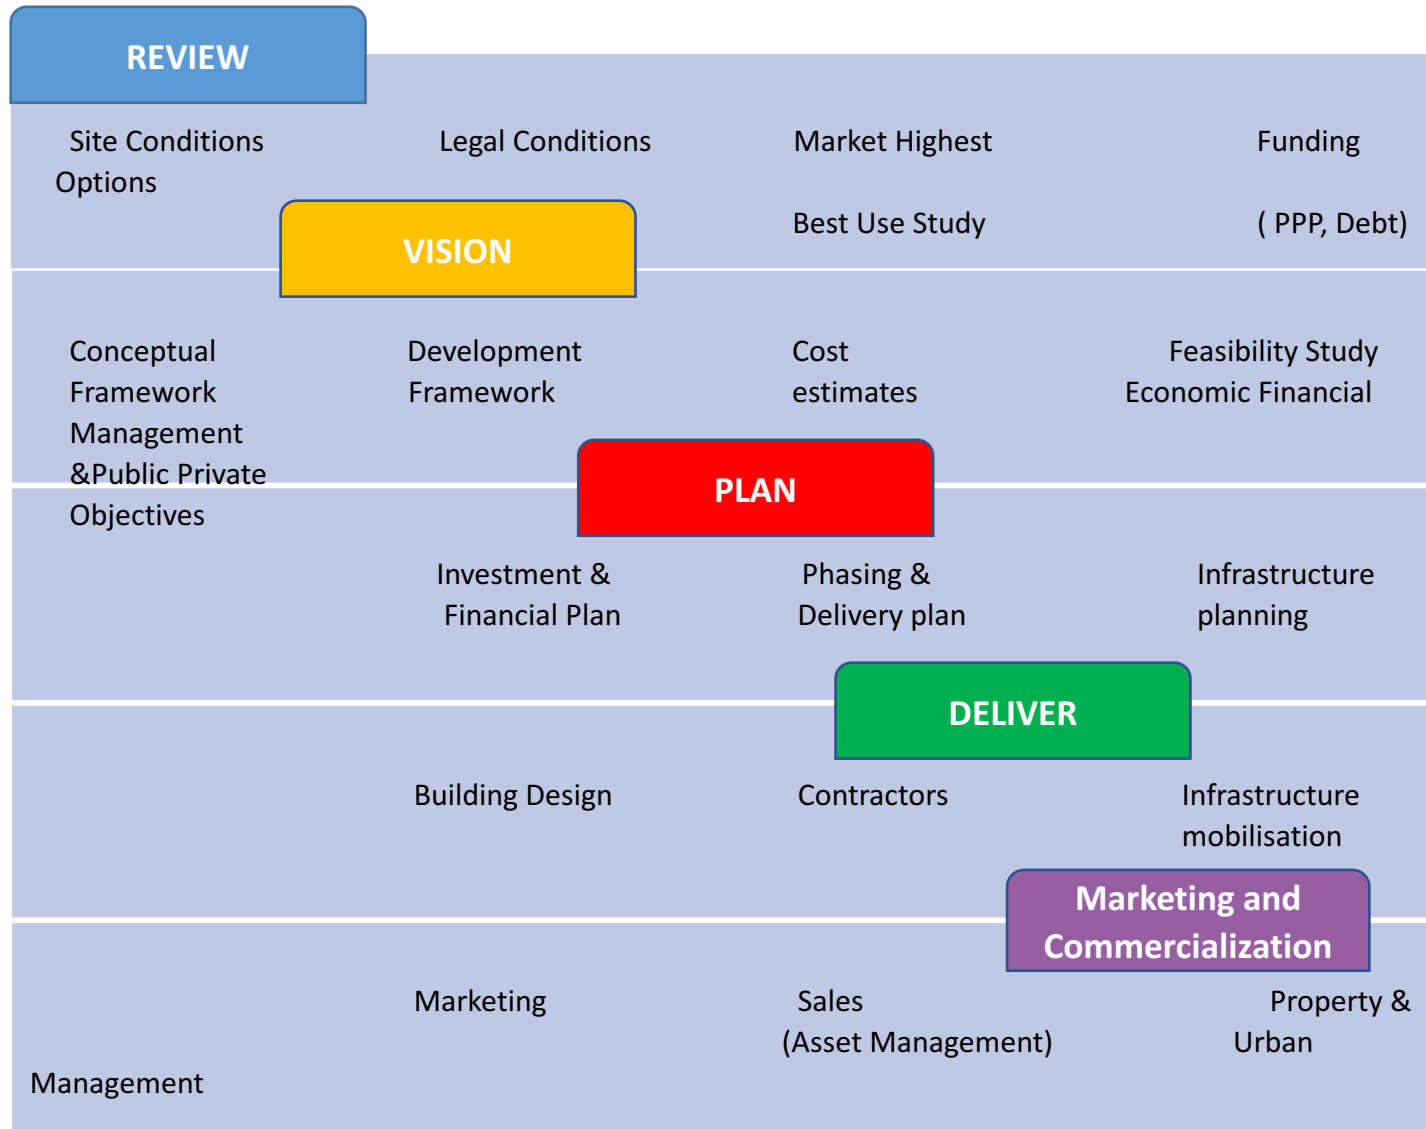 REVIEW
Site Conditions Legal Conditions Market Highest Funding
Options
Best Use Study ( PPP, Debt)
VISION
Conceptual Development Cost Feasibility Study
Framework Framework estimates Economic Financial
Management
&Public Private
Objectives
PLAN
Investment & Phasing & Infrastructure
Financial Plan Delivery plan planning
DELIVER
Building Design Contractors Infrastructure
mobilisation
Marketing and
Commercialization
Marketing Sales Property &
(Asset Management) Urban
Management